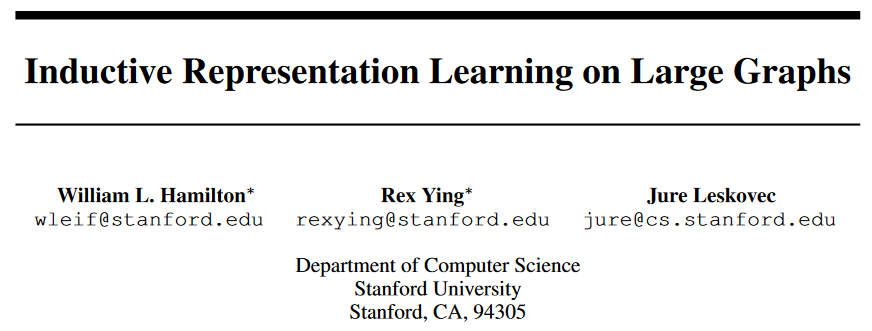 Inductive Representation Learning on Large Graphs
William L. Hamilton* Rex Ying* Jure Leskovec
wleif@stanford.edu rexying@stanford.edu jure@cs.stanford.edu
Department of Computer Science
Stanford University
Stanford, CA, 94305